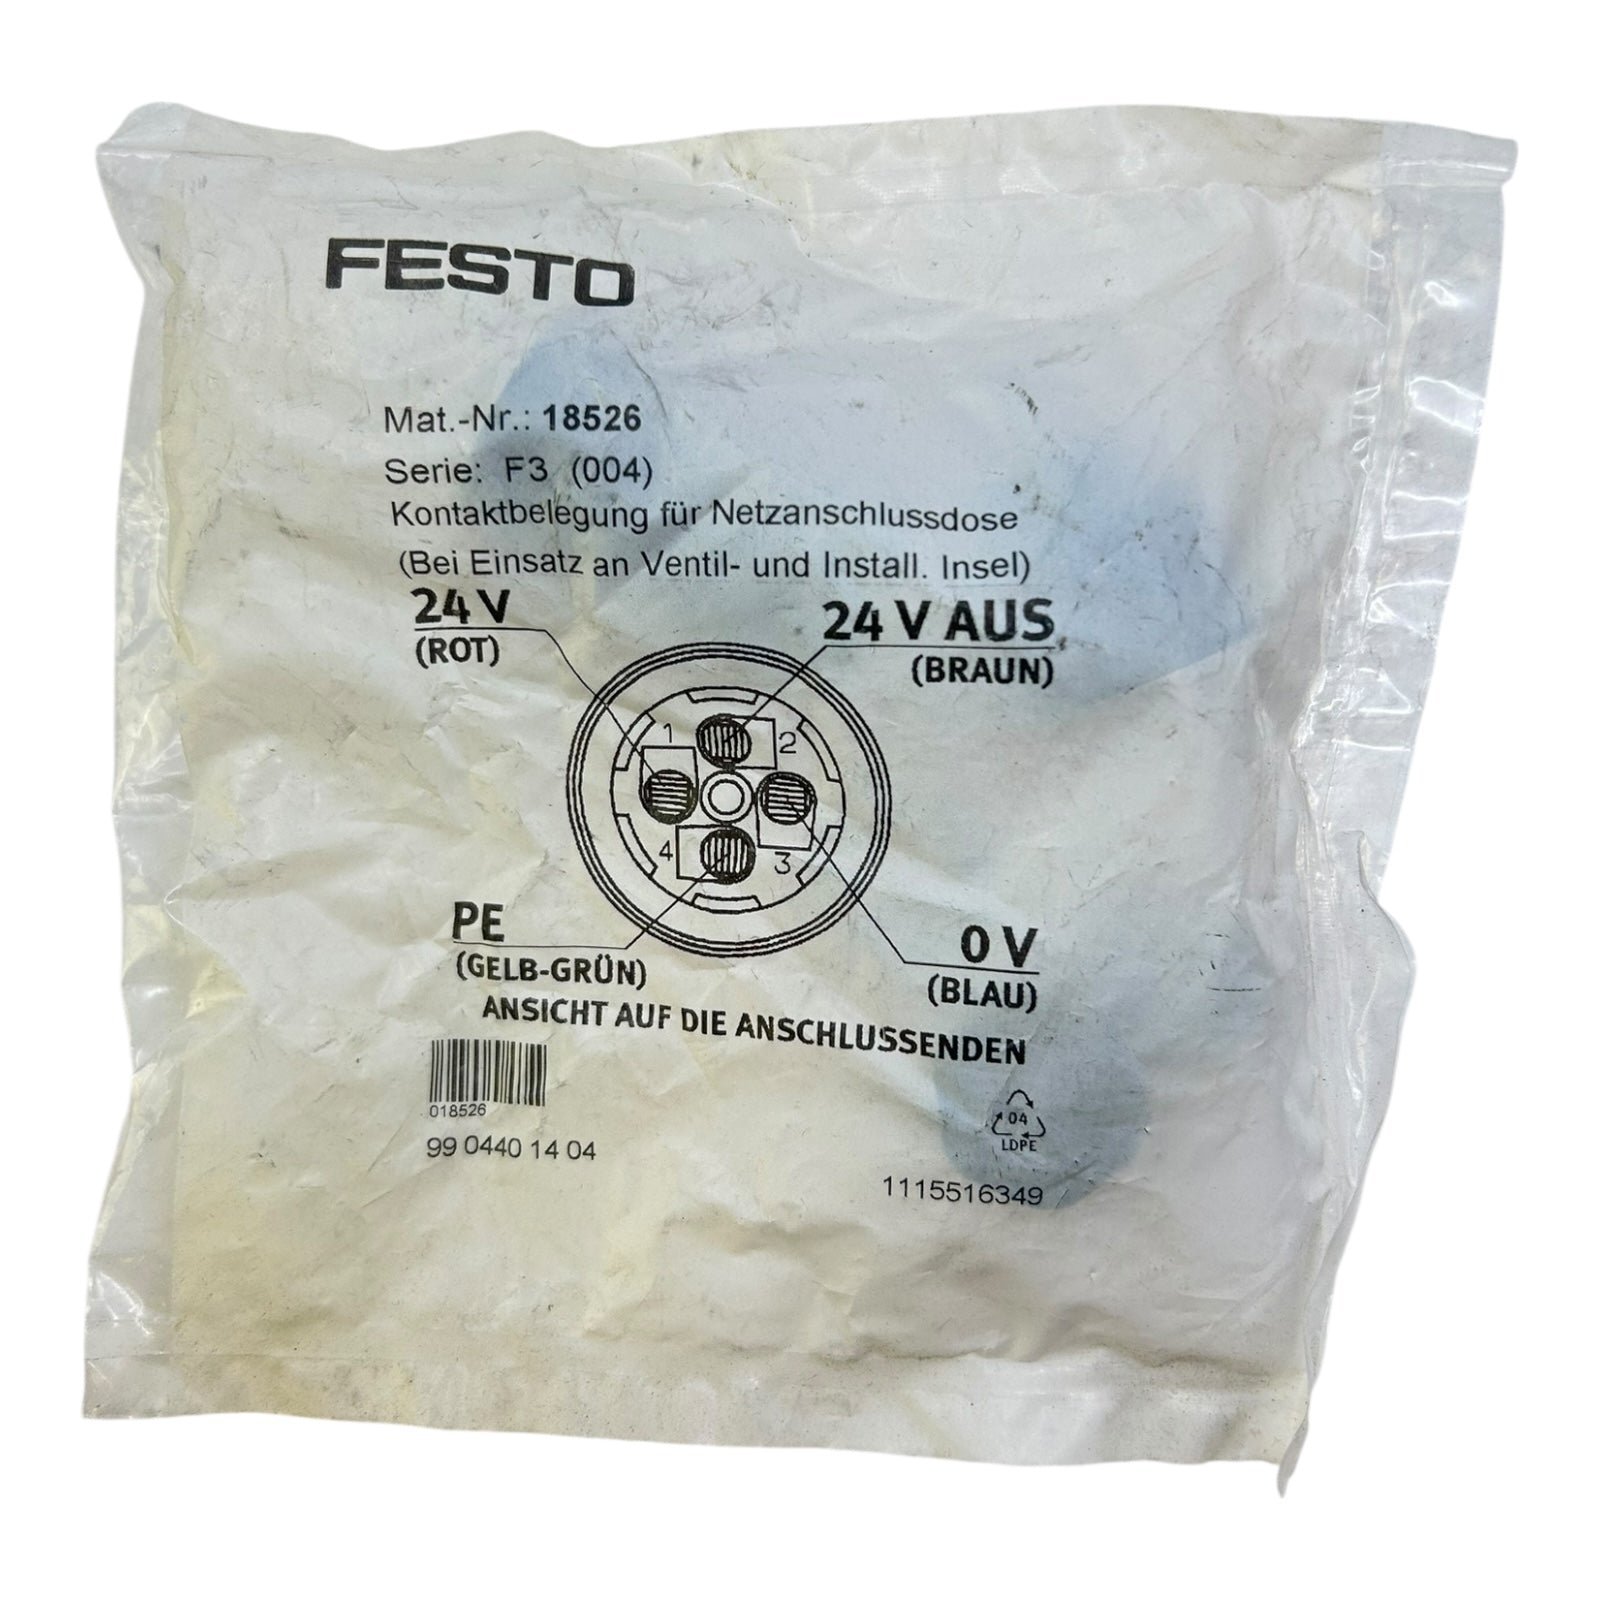 FESTO
Mat.-Nr.: 18526
Serie: F3 (004)
Kontaktbelegung für Netzanschlussdose
(Bei Einsatz an Ventil- und Install. Insel)
24 V
(ROT)
24 V AUS
(BRAUN)
1
2
4
3
PE
(GELB-GRÜN)
0 V
(BLAU)
ANSICHT AUF DIE ANSCHLUSSENDEN
018526
99 0440 14 04
04
LDPE
1115516349